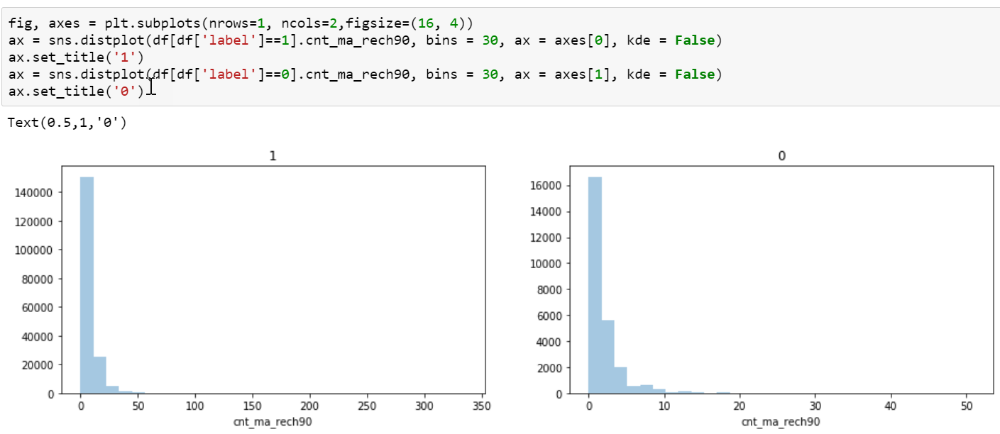 fig, axes = plt.subplots(nrows=1, ncols=2,figsize=(16, 4))
ax = sns.distplot(df[df['label']==1].cnt_ma_rech90, bins = 30, ax = axes[0], kde = False)
ax.set_title('1')
ax = sns.distplot(df[df['label']==0].cnt_ma_rech90, bins = 30, ax = axes[1], kde = False)
ax.set_title('0')
Text(0.5,1,'0')
1
140000
120000
100000
80000
60000
40000
20000
0
0 50 100 150 200 250 300 350
cnt_ma_rech90
0
16000
14000
12000
10000
8000
6000
4000
2000
0
0 10 20 30 40 50
cnt_ma_rech90